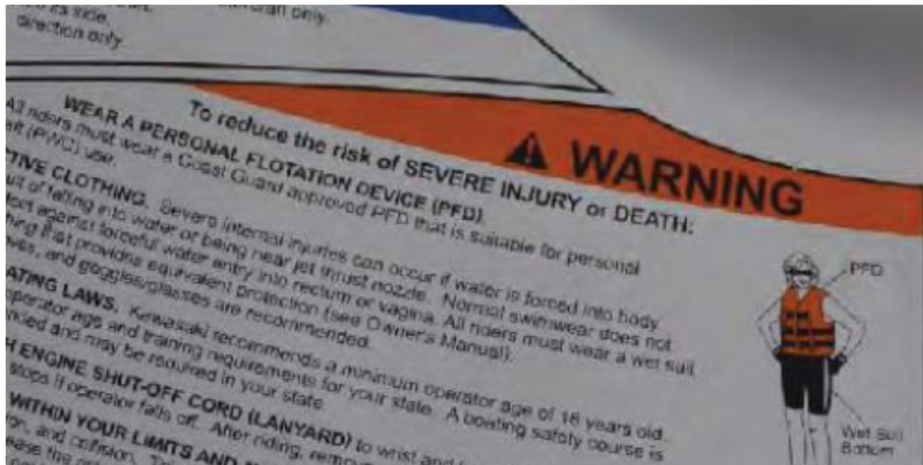 its side,
direction only
only.
WARNING
To reduce the risk of SEVERE INJURY or DEATH:
WEAR A PERSONAL FLOTATION DEVICE (PFD).
All riders must wear a Coast Guard approved PFD that is suitable for personal
(PWC) use.
CLOTHING. Severe internal injuries can occur if water is forced into body
of falling into water or being near jet thrust nozzle. Normal swimwear does not
against forceful water entry into rectum or vagina. All riders must wear a wet suit
that provides equivalent protection (see Owner's Manual).
and goggles/glasses are recommended.
LAWS. Kawasaki recommends a minimum operator age of 16 years old.
operator age and training requirements for your state. A boating safety course is
and may be required in your state.
ENGINE SHUT-OFF CORD (LANYARD) to wrist and
stops if operator falls off. After riding,
WITHIN YOUR LIMITS AND
and collision.
PFD
Wet Suit
Bottom